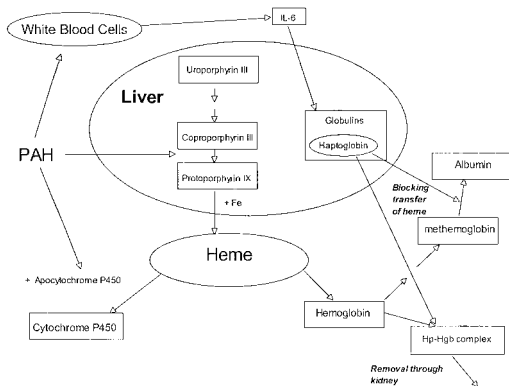 White Blood Cells
IL-6
Uroporphyrin III
Liver
Globulins
Coproporphyrin III
Haptoglobin
PAH
Albumin
Protoporphyrin IX
Blocking
transfer
of heme
+ Fe
methemoglobin
Heme
+ Apocytochrome P450
Hemoglobin
Cytochrome P450
Hp-Hgb complex
Removal through
kidney